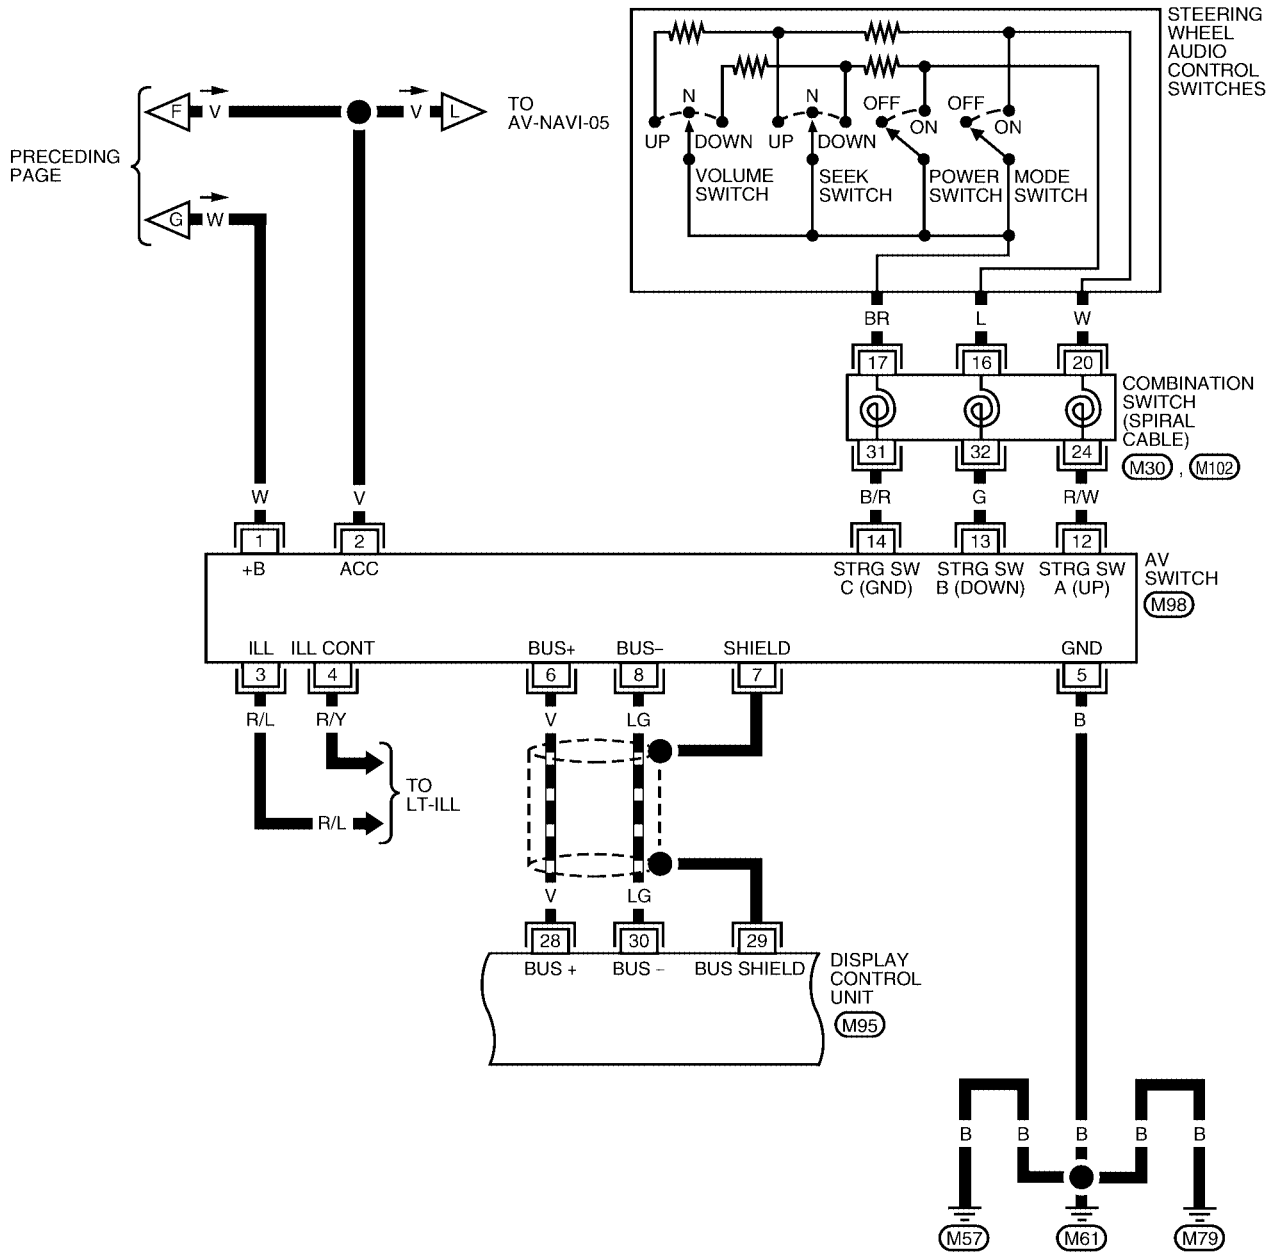 STEERING
WHEEL
AUDIO
CONTROL
SWITCHES
N
N
OFF
OFF
UP
DOWN
UP
DOWN
ON
ON
VOLUME
SWITCH
SEEK
SWITCH
POWER
SWITCH
MODE
SWITCH
F
V
V
L
TO
AV-NAVI-05
PRECEDING
PAGE
G
W
BR
L
W
17
16
20
COMBINATION
SWITCH
(SPIRAL
CABLE)
M30 , M102
31
32
24
W
V
B/R
G
R/W
1
2
14
13
12
+B
ACC
STRG SW
C (GND)
STRG SW
B (DOWN)
STRG SW
A (UP)
AV
SWITCH
M98
ILL
ILL CONT
BUS+
BUS–
SHIELD
GND
3
4
6
8
7
5
R/L
R/Y
V
LG
B
TO
LT-ILL
R/L
V
LG
28
30
29
BUS +
BUS –
BUS SHIELD
DISPLAY
CONTROL
UNIT
M95
B
B
B
B
B
M57
M61
M79